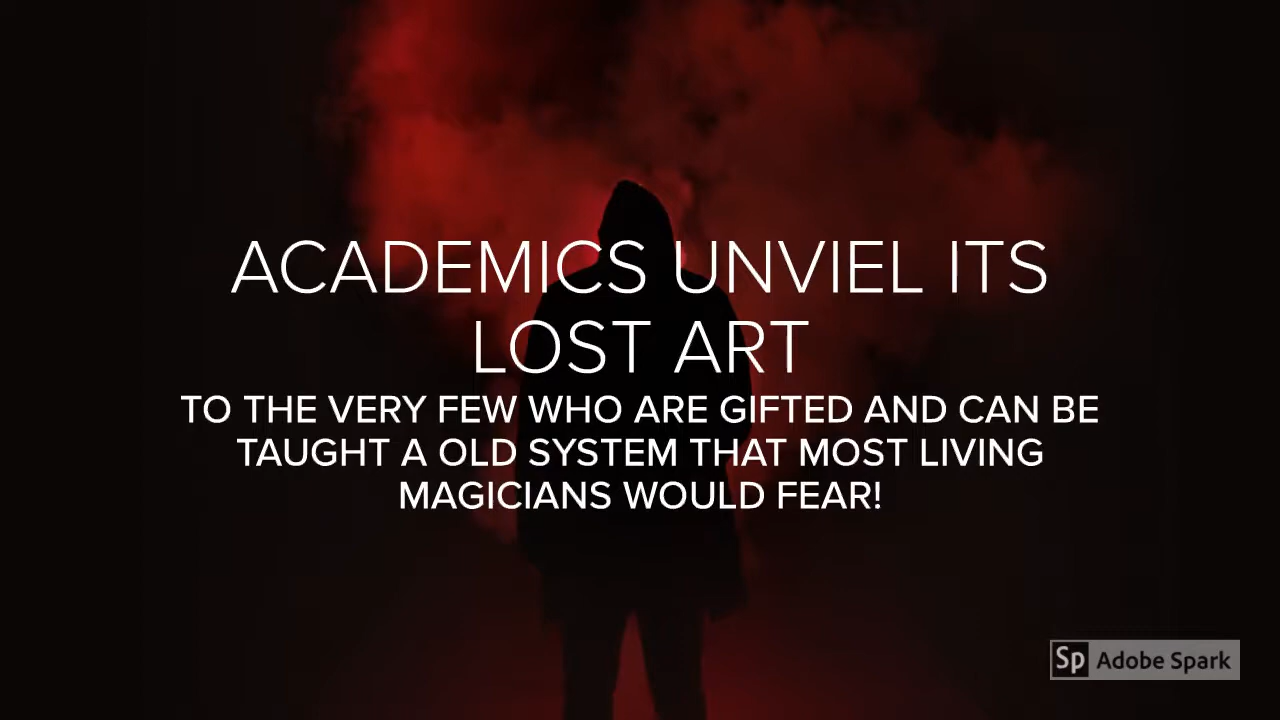 ACADEMICS UNVIEL ITS
LOST ART
TO THE VERY FEW WHO ARE GIFTED AND CAN BE
TAUGHT A OLD SYSTEM THAT MOST LIVING
MAGICIANS WOULD FEAR!
Sp Adobe Spark